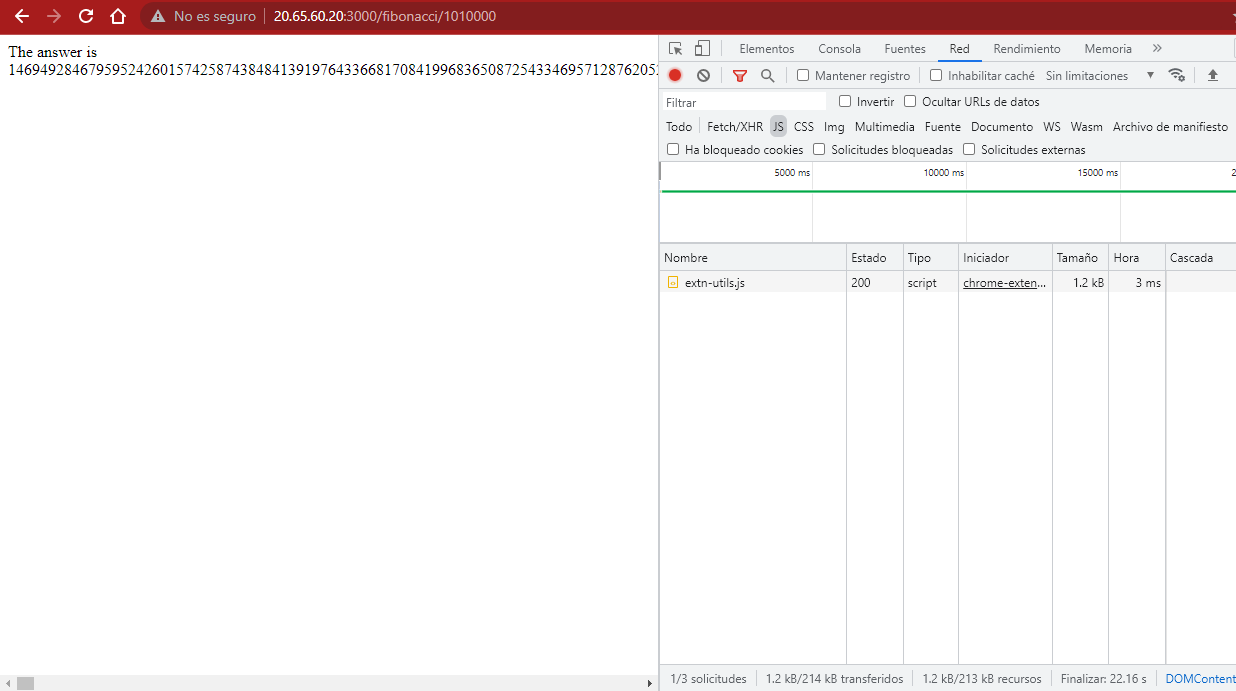 No es seguro 20.65.60.20:3000/fibonacci/1010000
The answer is
Elementos Consola Fuentes Red Rendimiento Memoria »
Mantener registro Inhabilitar caché Sin limitaciones
Filtrar Invertir Ocultar URLs de datos
Todo Fetch/XHR JS CSS Img Multimedia Fuente Documento WS Wasm Archivo de manifiesto
Ha bloqueado cookies Solicitudes bloqueadas Solicitudes externas
5000 ms 10000 ms 15000 ms 2
Nombre Estado Tipo Iniciador Tamaño Hora Cascada
extn-utils.js 200 script chrome-exten... 1.2 kB 3 ms
1/3 solicitudes 1.2 kB/214 kB transferidos 1.2 kB/213 kB recursos Finalizar: 22.16 s DOMContent